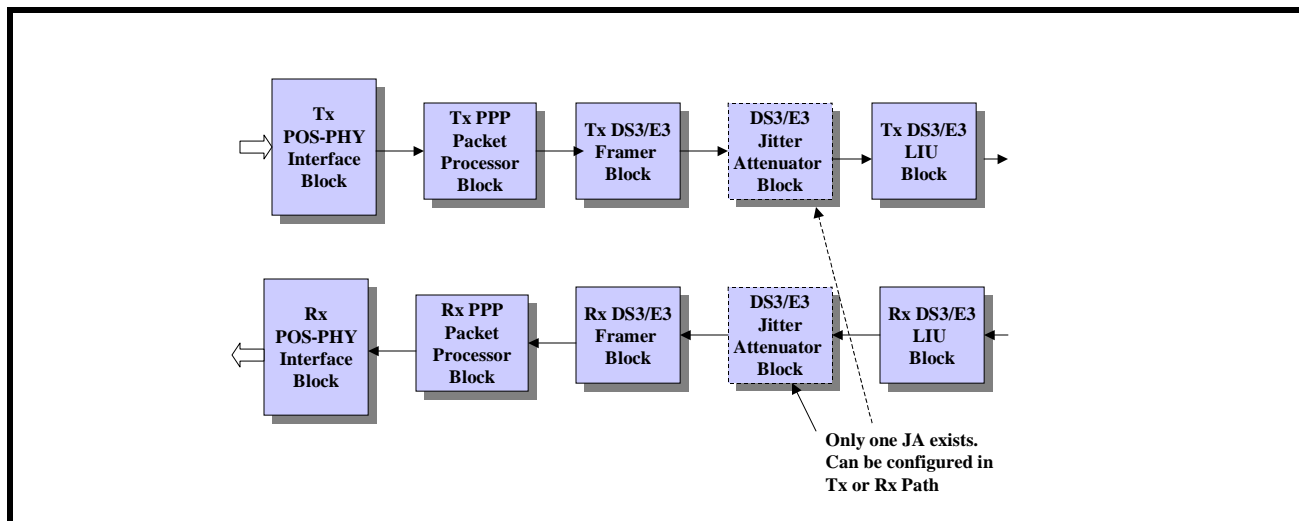 Tx
POS-PHY
Interface
Block
Tx PPP
Packet
Processor
Block
Tx DS3/E3
Framer
Block
DS3/E3
Jitter
Attenuator
Block
Tx DS3/E3
LIU
Block
Rx
POS-PHY
Interface
Block
Rx PPP
Packet
Processor
Block
Rx DS3/E3
Framer
Block
DS3/E3
Jitter
Attenuator
Block
Rx DS3/E3
LIU
Block
Only one JA exists.
Can be configured in
Tx or Rx Path